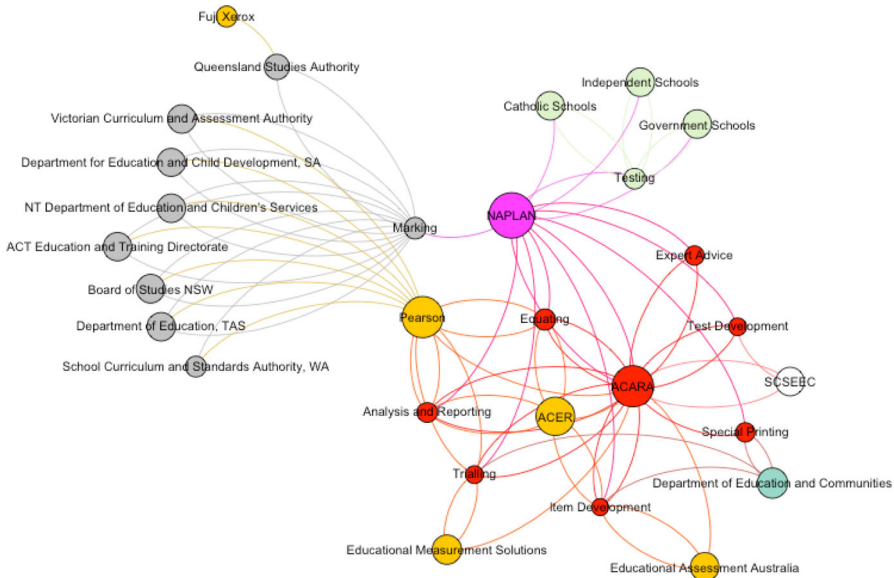 Fuji Xerox
Queensland Studies Authority
Independent Schools
Catholic Schools
Victorian Curriculum and Assessment Authority
Government Schools
Department for Education and Child Development, SA
Testing
NT Department of Education and Children's Services
NAPLAN
Marking
ACT Education and Training Directorate
Expert Advice
Board of Studies NSW
Pearson
Equating
Department of Education, TAS
Test Development
School Curriculum and Standards Authority, WA
SCSEEC
ACARA
Analysis and Reporting
ACER
Special Printing
Trialling
Department of Education and Communities
Item Development
Educational Measurement Solutions
Educational Assessment Australia